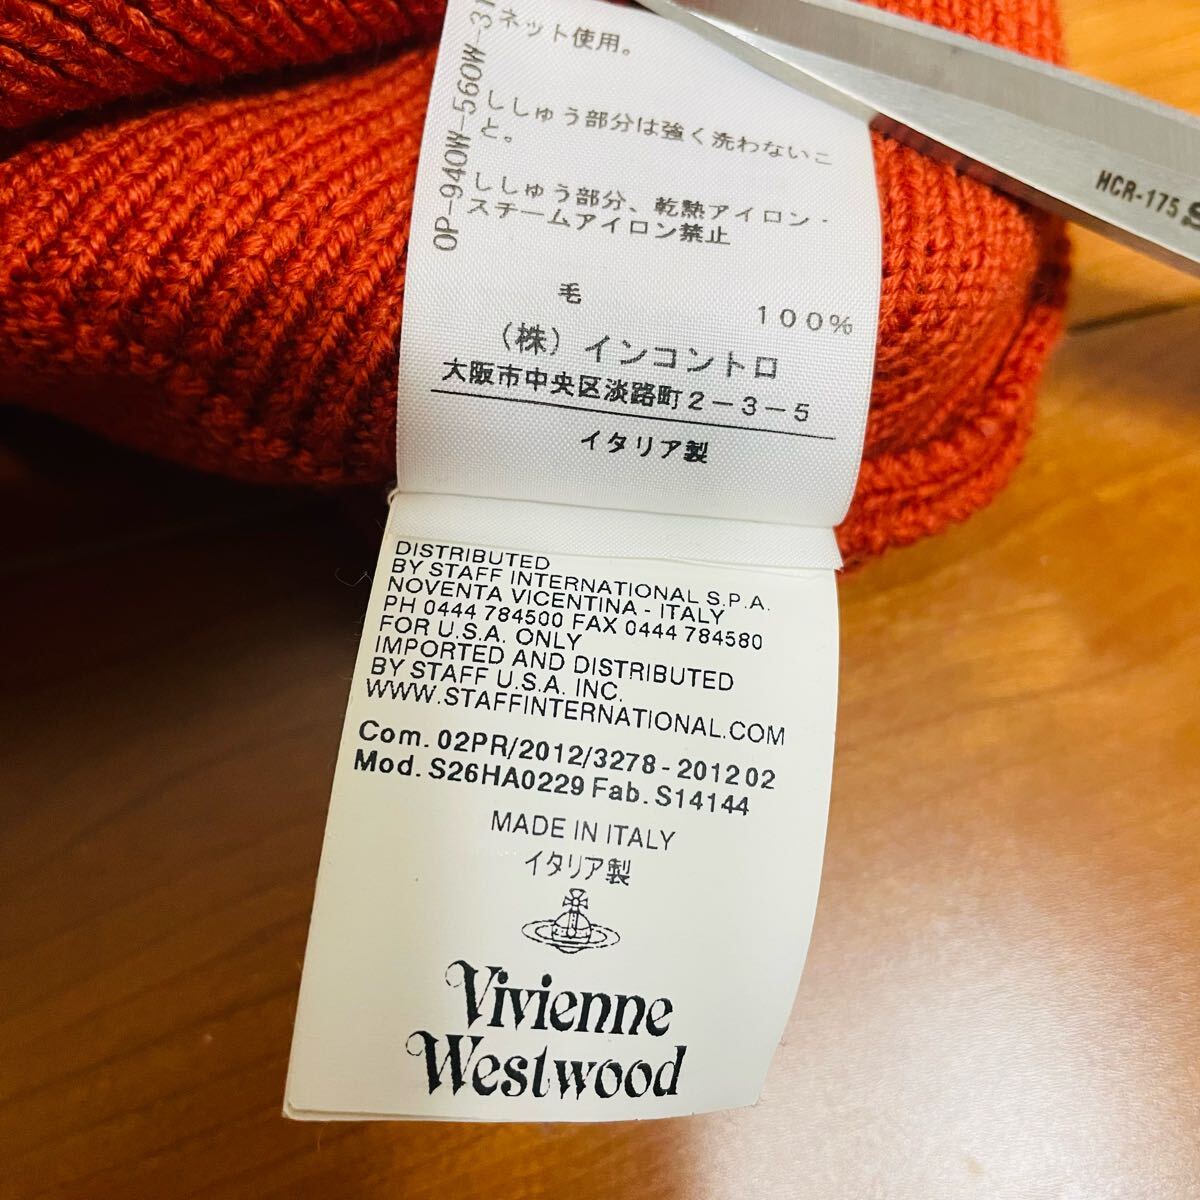 ネット使用。
ししゅう部分は強く洗わないこ
と。
ししゅう部分、乾熱アイロン・
スチームアイロン禁止
OP-940W-560W-31
毛 100%
(株)インコントロ
大阪市中央区淡路町2-3-5
イタリア製
DISTRIBUTED
BY STAFF INTERNATIONAL S.P.A.
NOVENTA VICENTINA - ITALY
PH 0444 784500 FAX 0444 784580
FOR U.S.A. ONLY
IMPORTED AND DISTRIBUTED
BY STAFF U.S.A. INC.
WWW.STAFFINTERNATIONAL.COM
Com. 02PR/2012/3278 - 2012 02
Mod. S26HA0229 Fab. S14144
MADE IN ITALY
イタリア製
Vivienne
Westwood
HCR-175